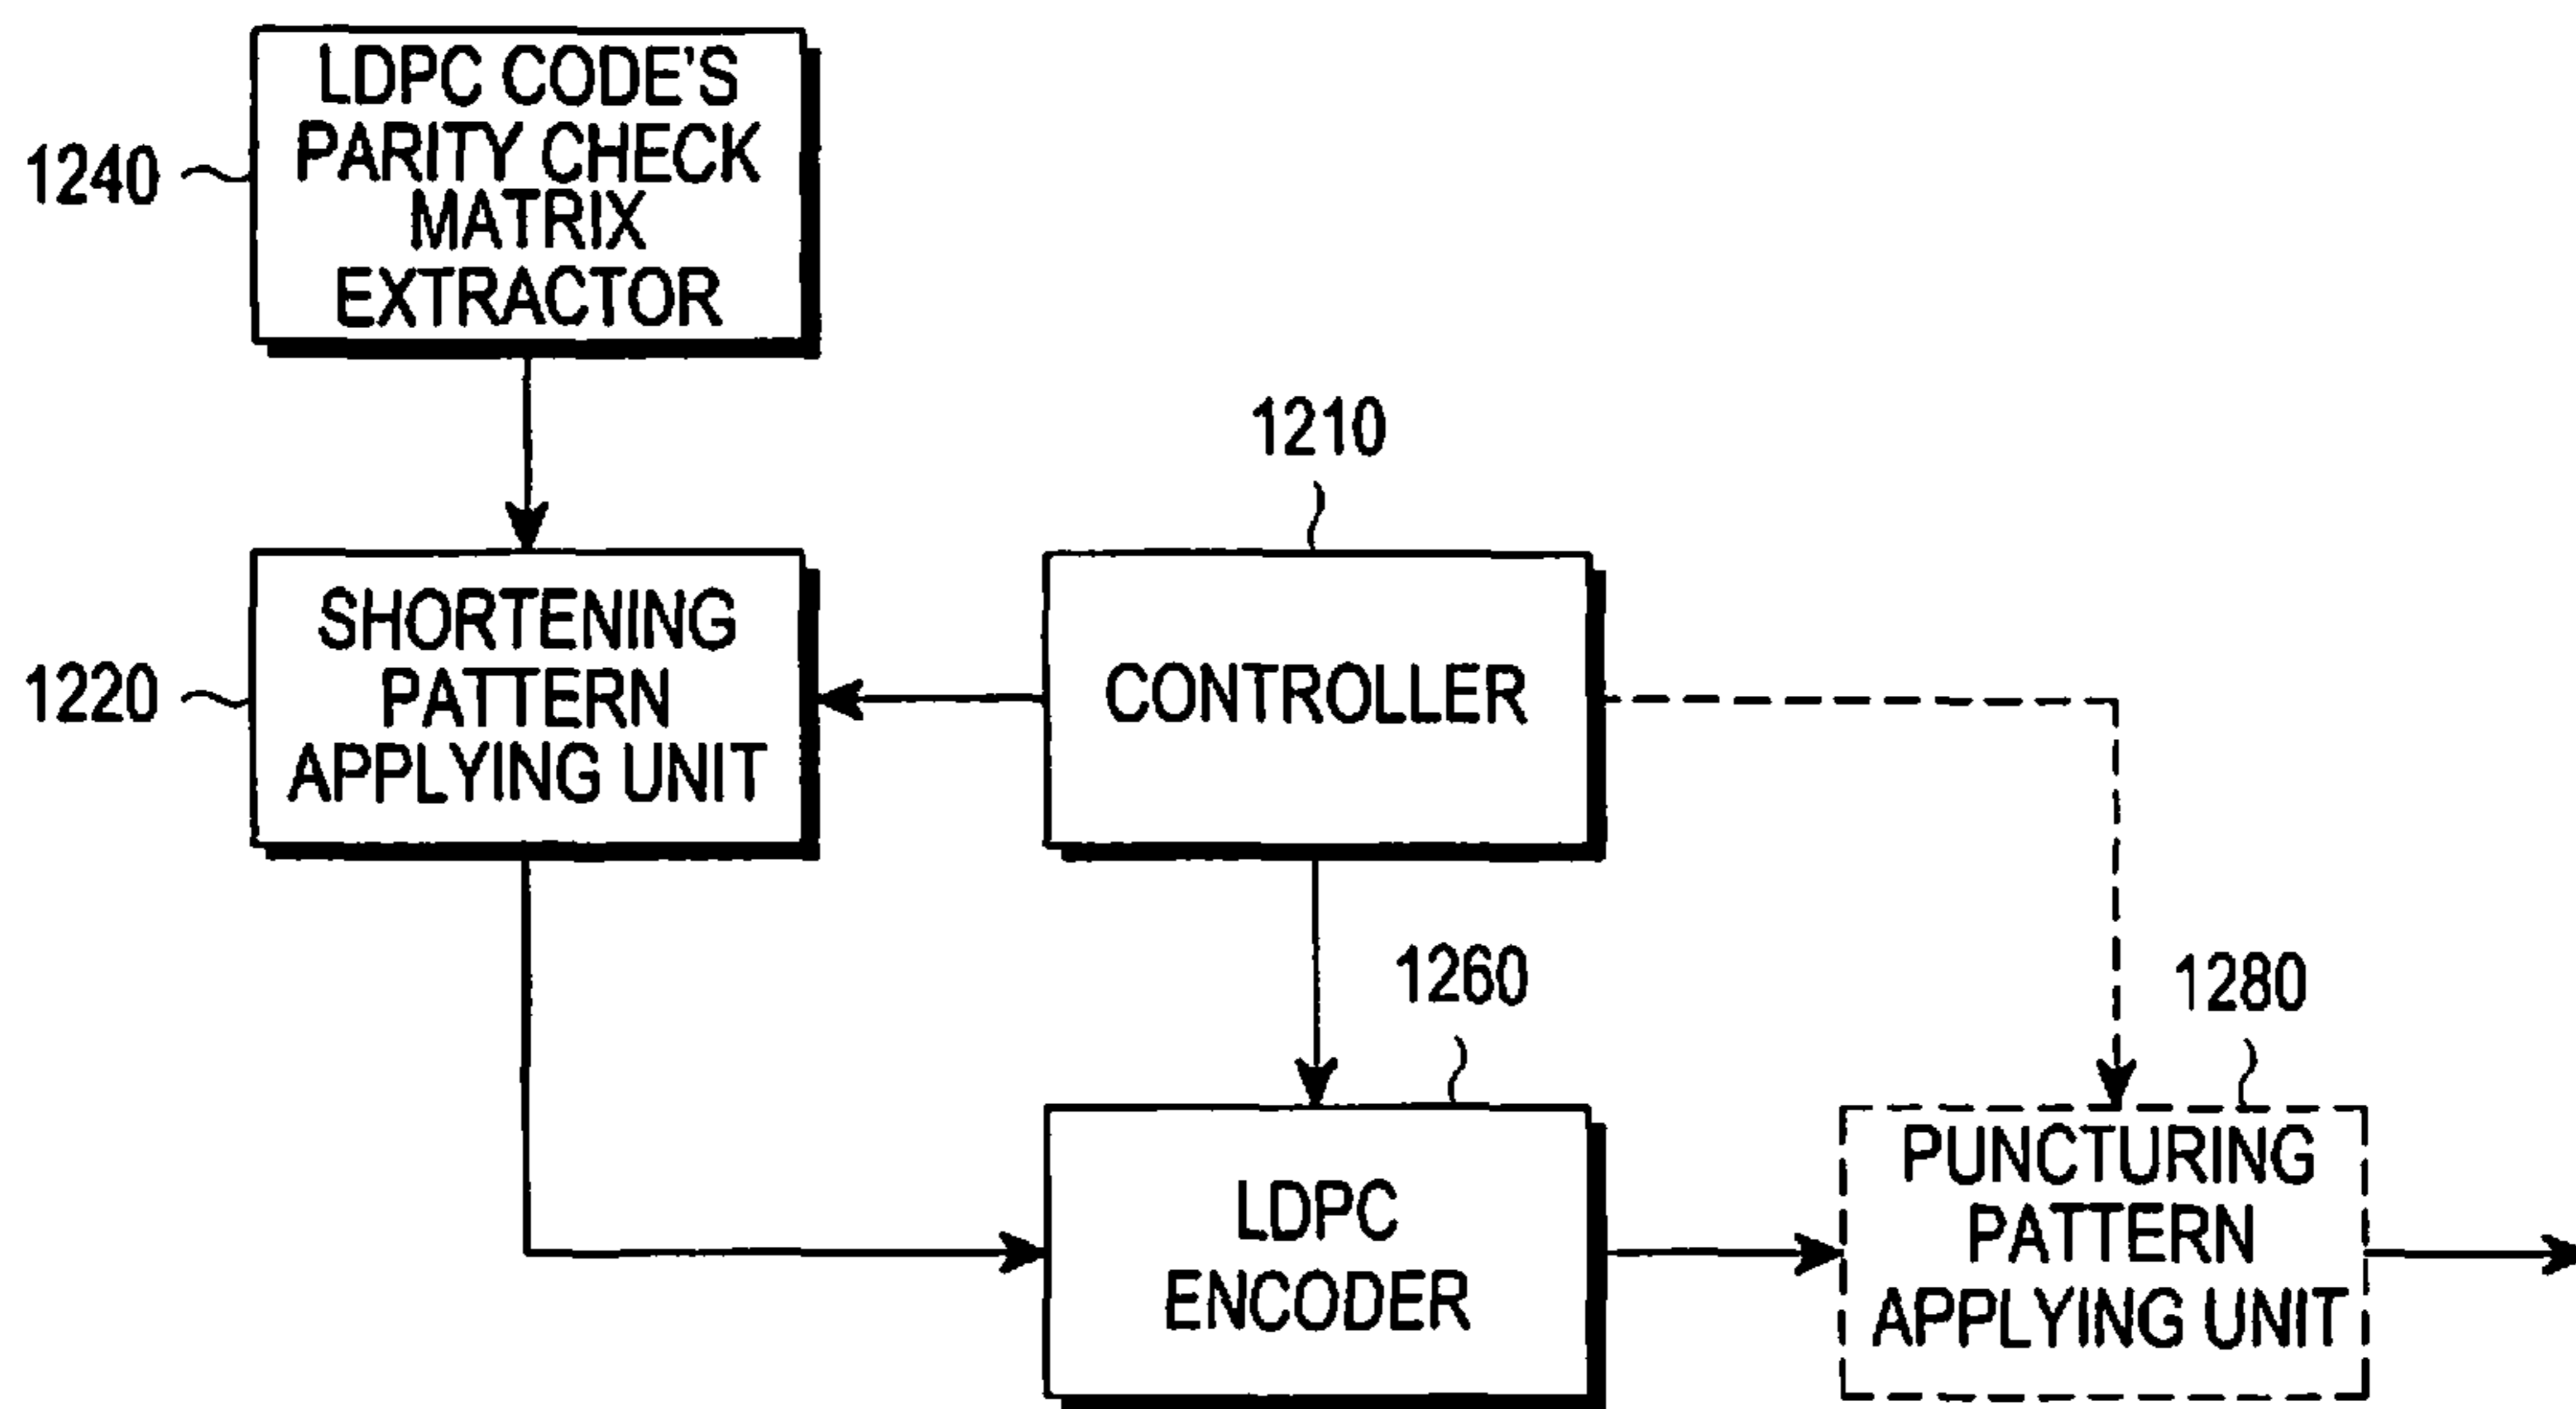 LDPC CODE'S
PARITY CHECK
MATRIX
EXTRACTOR
1240
1210
SHORTENING
PATTERN
APPLYING UNIT
1220
CONTROLLER
1260
1280
LDPC
ENCODER
PUNCTURING
PATTERN
APPLYING UNIT